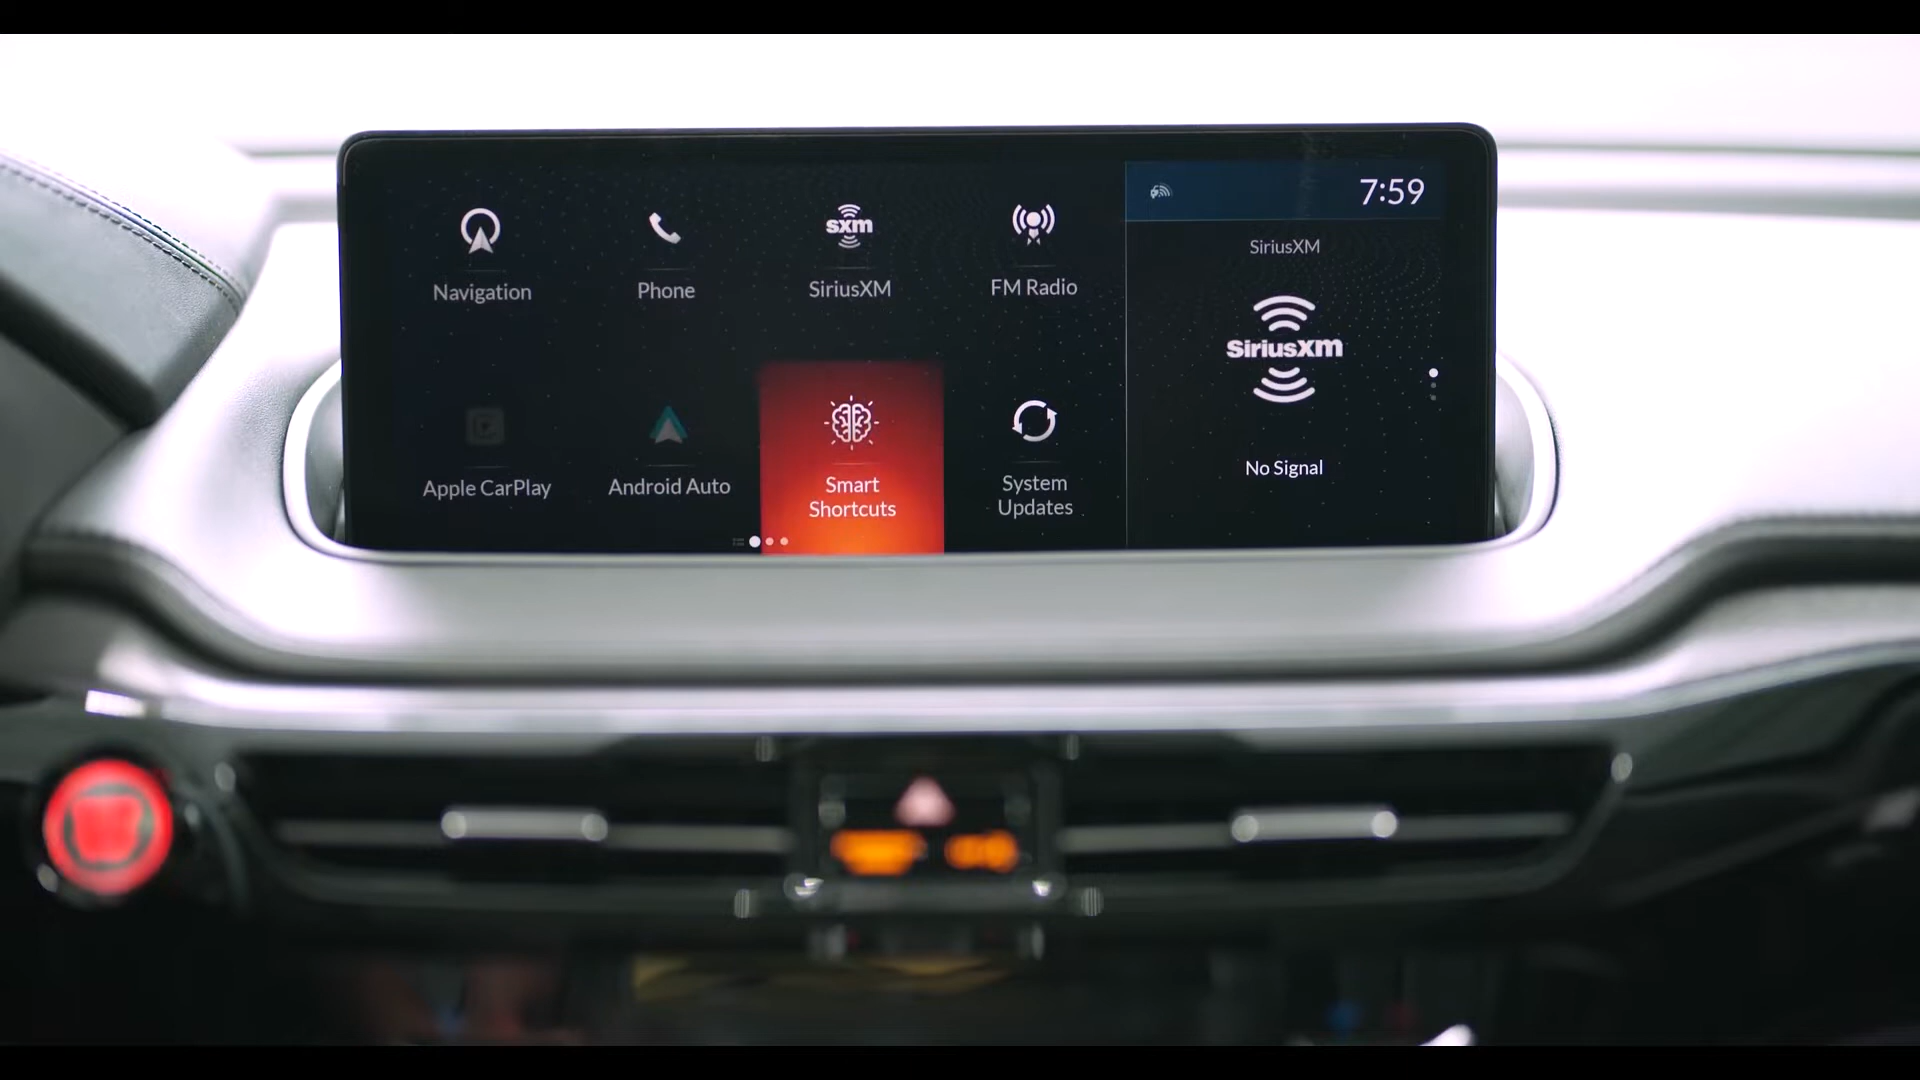 Navigation
Phone
sxm
SiriusXM
FM Radio
Apple CarPlay
Android Auto
Smart
Shortcuts
System
Updates
7:59
SiriusXM
SiriusXM
No Signal